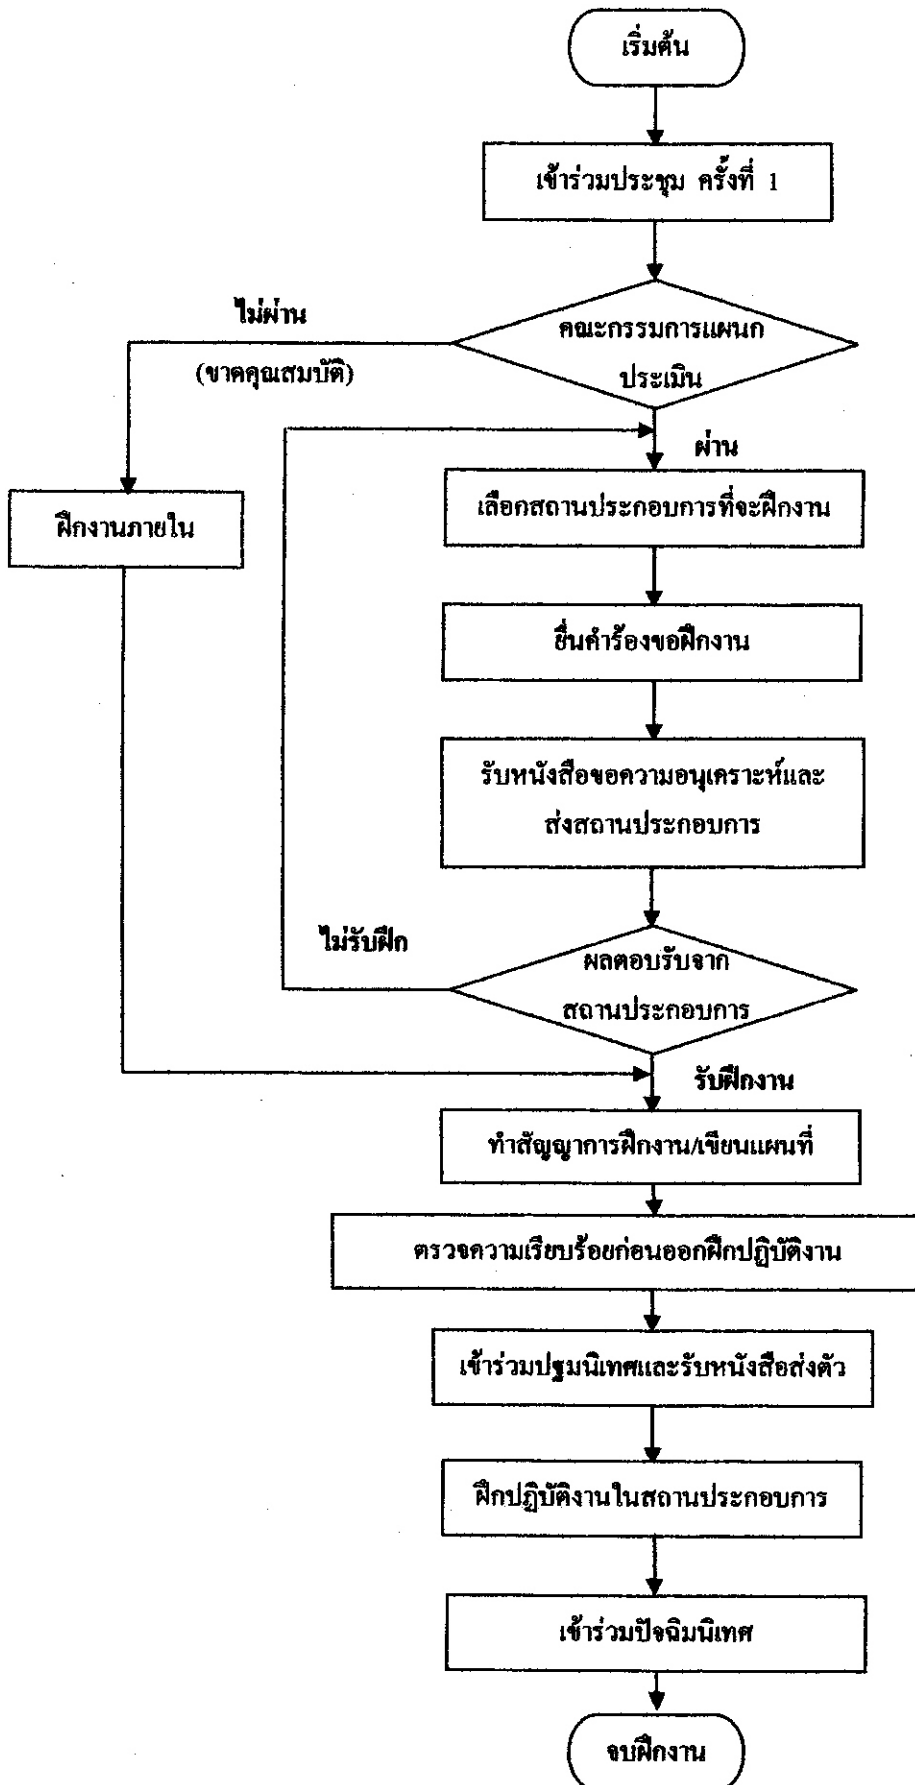 เริ่มต้น
เข้าร่วมประชุม ครั้งที่ 1
ไม่ผ่าน
(ขาดคุณสมบัติ)
คณะกรรมการแผนก
ประเมิน
ผ่าน
เลือกสถานประกอบการที่จะฝึกงาน
ฝึกงานภายใน
ยื่นคำร้องขอฝึกงาน
รับหนังสือขอความอนุเคราะห์และ
ส่งสถานประกอบการ
ไม่รับฝึก
ผลตอบรับจาก
สถานประกอบการ
รับฝึกงาน
ทำสัญญาการฝึกงาน/เขียนแผนที่
ตรวจความเรียบร้อยก่อนออกฝึกปฏิบัติงาน
เข้าร่วมปฐมนิเทศและรับหนังสือส่งตัว
ฝึกปฏิบัติงานในสถานประกอบการ
เข้าร่วมปัจฉิมนิเทศ
จบฝึกงาน